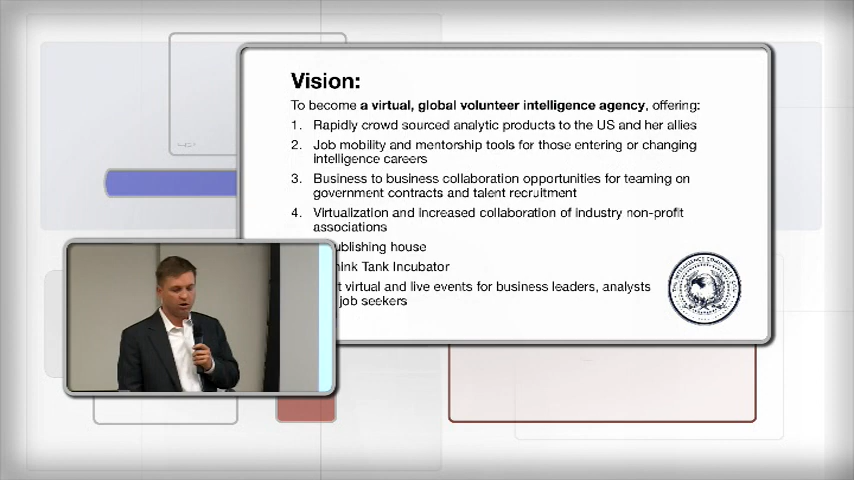 Vision:
To become a virtual, global volunteer intelligence agency, offering:
1. Rapidly crowd sourced analytic products to the US and her allies
2. Job mobility and mentorship tools for those entering or changing
intelligence careers
3. Business to business collaboration opportunities for teaming on
government contracts and talent recruitment
4. Virtualization and increased collaboration of industry non-profit
associations
ublishing house
hink Tank Incubator
t virtual and live events for business leaders, analysts
job seekers
INTELLIGENCE COMMUNITY